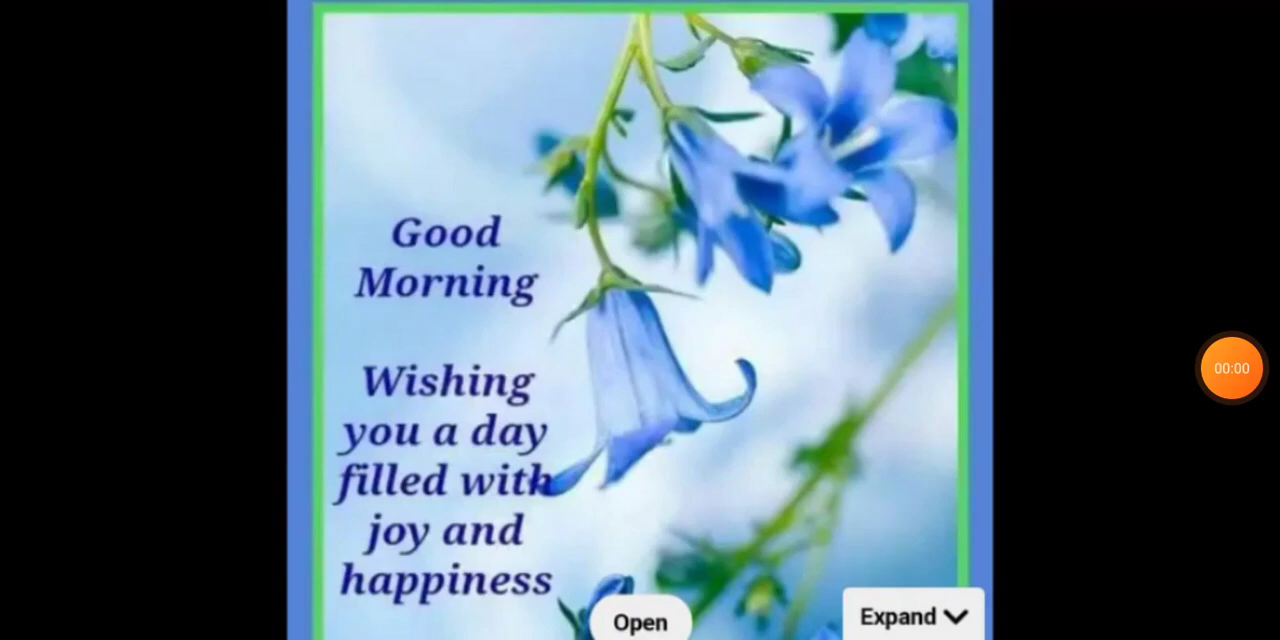 Good
Morning
Wishing
you a day
filled with
joy and
happiness
Open
Expand
00:00